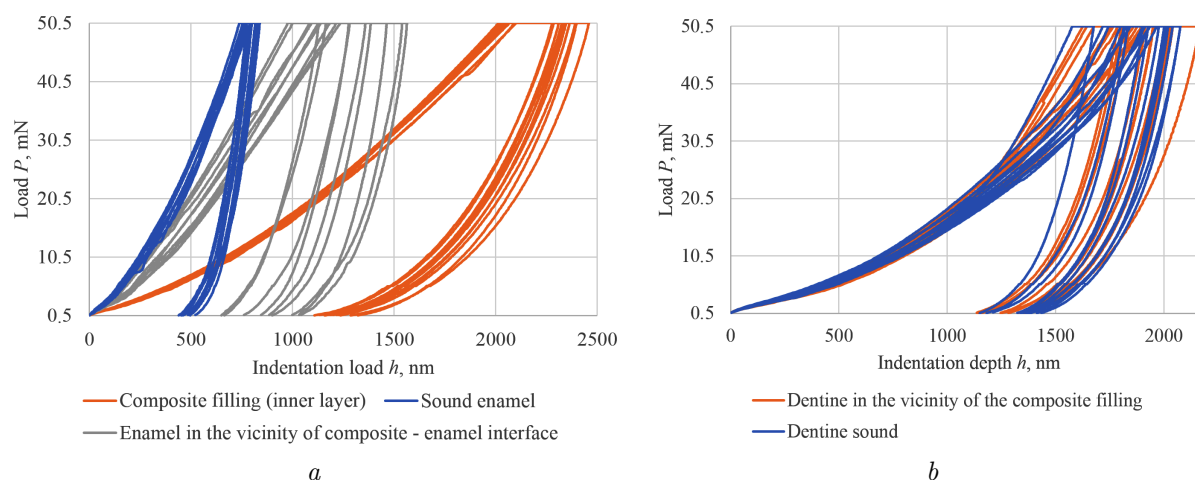 50.5
40.5
30.5
20.5
10.5
0.5
Load P, mN
0 500 1000 1500 2000 2500
Indentation load h, nm
Composite filling (inner layer) Sound enamel
Enamel in the vicinity of composite - enamel interface
a
50.5
40.5
30.5
20.5
10.5
0.5
Load P, mN
0 500 1000 1500 2000
Indentation depth h, nm
Dentine in the vicinity of the composite filling
Dentine sound
b